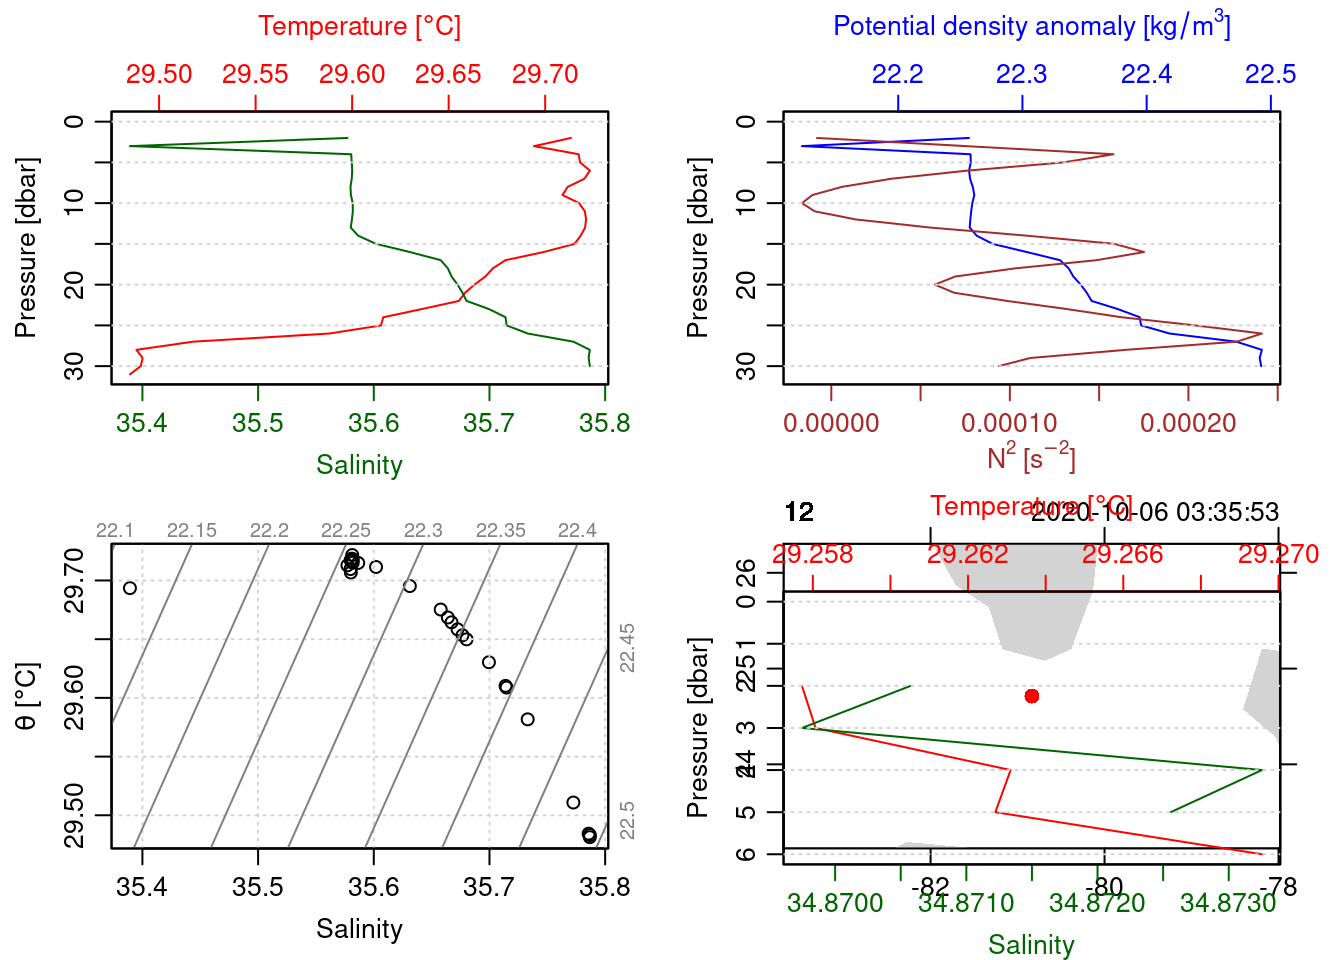 Temperature [°C]
29.50 29.55 29.60 29.65 29.70
Pressure [dbar]
0
10
20
30
35.4 35.5 35.6 35.7 35.8
Salinity
Potential density anomaly [kg/m³]
22.2 22.3 22.4 22.5
Pressure [dbar]
0
10
20
30
0.00000 0.00010 0.00020
N² [s⁻²]
22.1 22.15 22.2 22.25 22.3 22.35 22.4
22.45
22.5
θ [°C]
29.70
29.60
29.50
35.4 35.5 35.6 35.7 35.8
Salinity
12
2020-10-06 03:35:53
Temperature [°C]
29.258 29.262 29.266 29.270
Pressure [dbar]
26
0
1
25
2
3
24
4
5
6
-82 -80 -78
34.8700 34.8710 34.8720 34.8730
Salinity